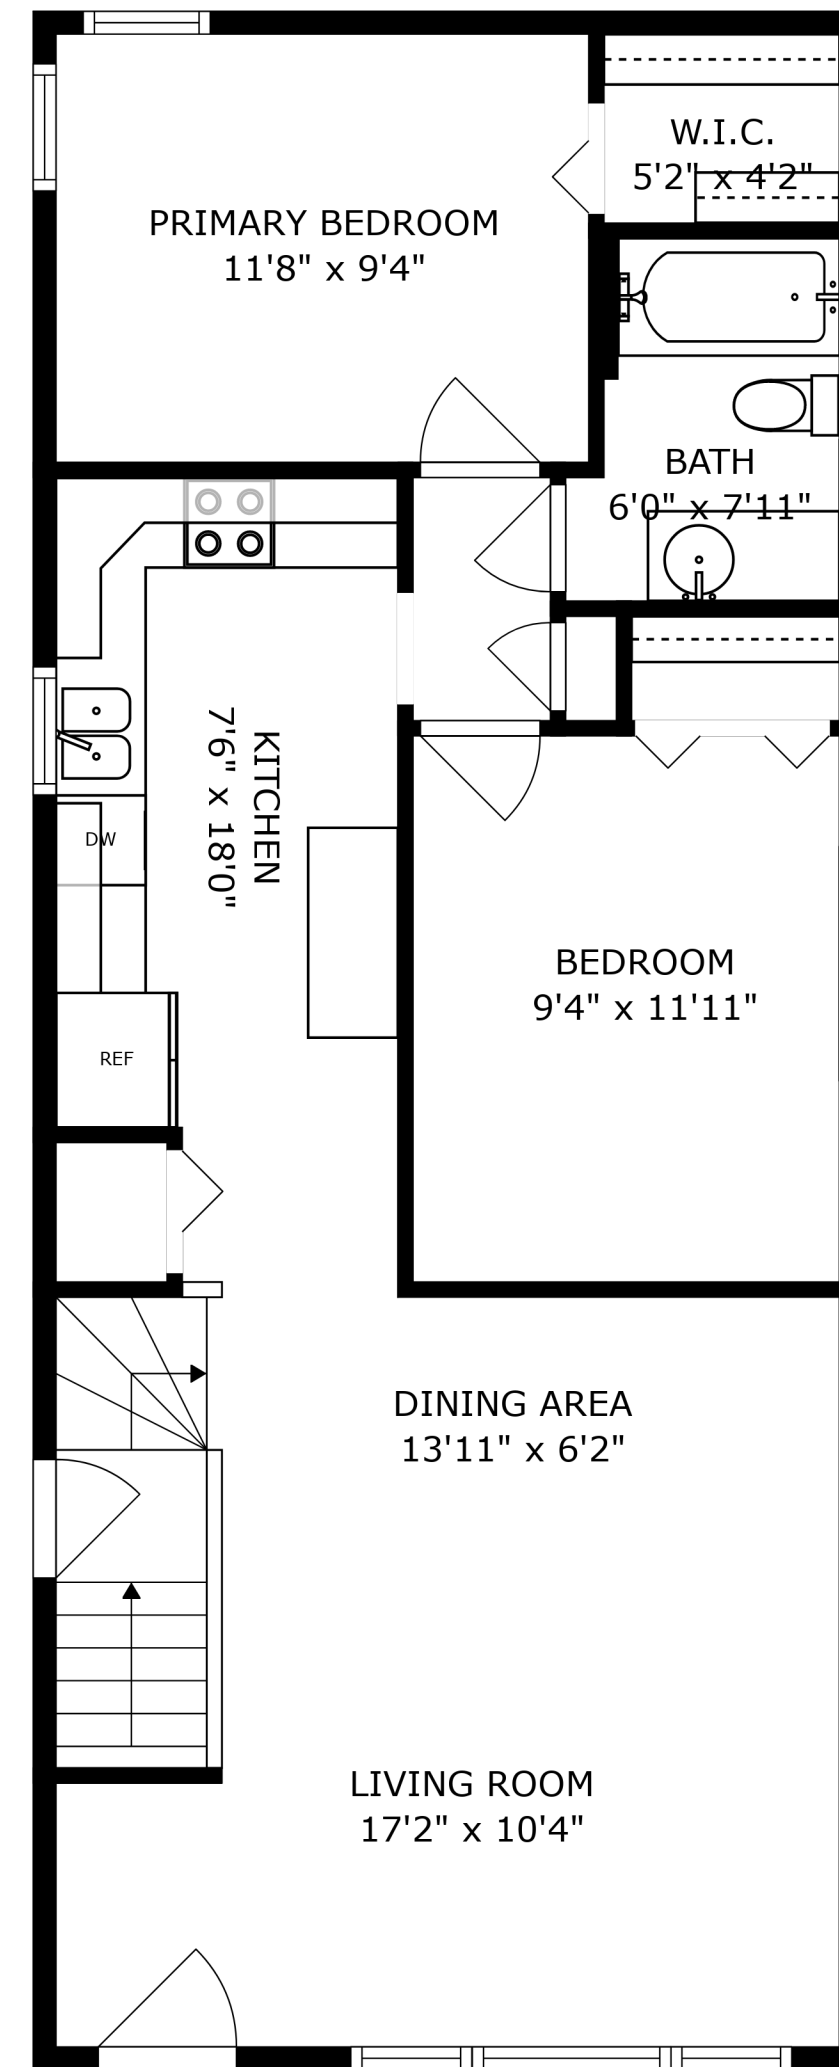 W.I.C.
5'2" x 4'2"
PRIMARY BEDROOM
11'8" x 9'4"
BATH
6'0" x 7'11"
KITCHEN
7'6" x 18'0"
DW
BEDROOM
9'4" x 11'11"
REF
DINING AREA
13'11" x 6'2"
LIVING ROOM
17'2" x 10'4"